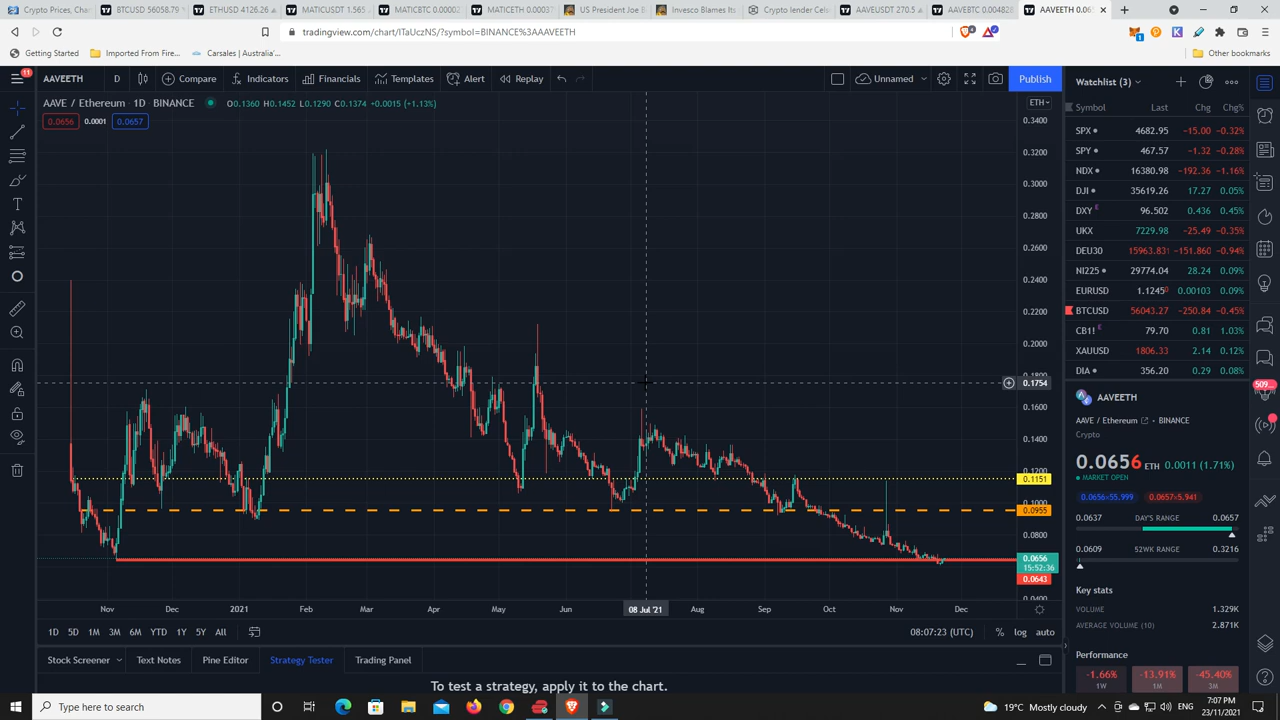 Crypto Prices, Char
BTCUSD 56058.79
ETHUSD 4126.26
MATICUSDT 1.565
MATICBTC 0.00002
MATICETH 0.00037
US President Joe B
Invesco Blames Its
Crypto lender Cels
AAVEUSDT 270.5
AAVEBTC 0.004828
AAVEETH 0.065
tradingview.com/chart/ITaUczNS/?symbol=BINANCE%3AAAVEETH
Getting Started
Imported From Fire...
Carsales | Australia'...
Other bookmarks
11
AAVEETH
D
Compare
Indicators
Financials
Templates
Alert
Replay
Unnamed
Publish
AAVE / Ethereum · 1D · BINANCE
O0.1360 H0.1452 L0.1290 C0.1374 +0.0015 (+1.13%)
0.0656
0.0001
0.0657
ETH
0.3400
0.3200
0.3000
0.2800
0.2600
0.2400
0.2200
0.2000
0.1800
0.1754
0.1600
0.1400
0.1200
0.1151
0.1000
0.0955
0.0800
0.0656
15:52:36
0.0643
0.0400
Nov
Dec
2021
Feb
Mar
Apr
May
Jun
08 Jul '21
Aug
Sep
Oct
Nov
Dec
1D 5D 1M 3M 6M YTD 1Y 5Y All
08:07:23 (UTC)
% log auto
Stock Screener
Text Notes
Pine Editor
Strategy Tester
Trading Panel
To test a strategy, apply it to the chart.
Watchlist (3)
Symbol Last Chg Chg%
SPX 4682.95 -15.00 -0.32%
SPY 467.57 -1.32 -0.28%
NDX 16380.98 -192.36 -1.16%
DJI 35619.26 17.27 0.05%
DXY E 96.502 0.436 0.45%
UKX 7229.98 -25.49 -0.35%
DEU30 15963.831 -151.860 -0.94%
NI225 29774.04 28.24 0.09%
EURUSD 1.12450 0.00103 0.09%
BTCUSD 56043.27 -250.84 -0.45%
CB1! E 79.70 0.81 1.03%
XAUUSD 1806.33 2.14 0.12%
DIA 356.20 0.29 0.08%
509
AAVEETH
AAVE / Ethereum · BINANCE
Crypto
0.0656 ETH 0.0011 (1.71%)
MARKET OPEN
0.0656×55.999
0.0657×5.941
DAY'S RANGE
0.0637
0.0657
52WK RANGE
0.0609
0.3216
Key stats
VOLUME 1.329K
AVERAGE VOLUME (10) 2.871K
Performance
-1.66%
1W
-13.91%
1M
-45.40%
3M
Type here to search
19°C Mostly cloudy
7:07 PM
23/11/2021